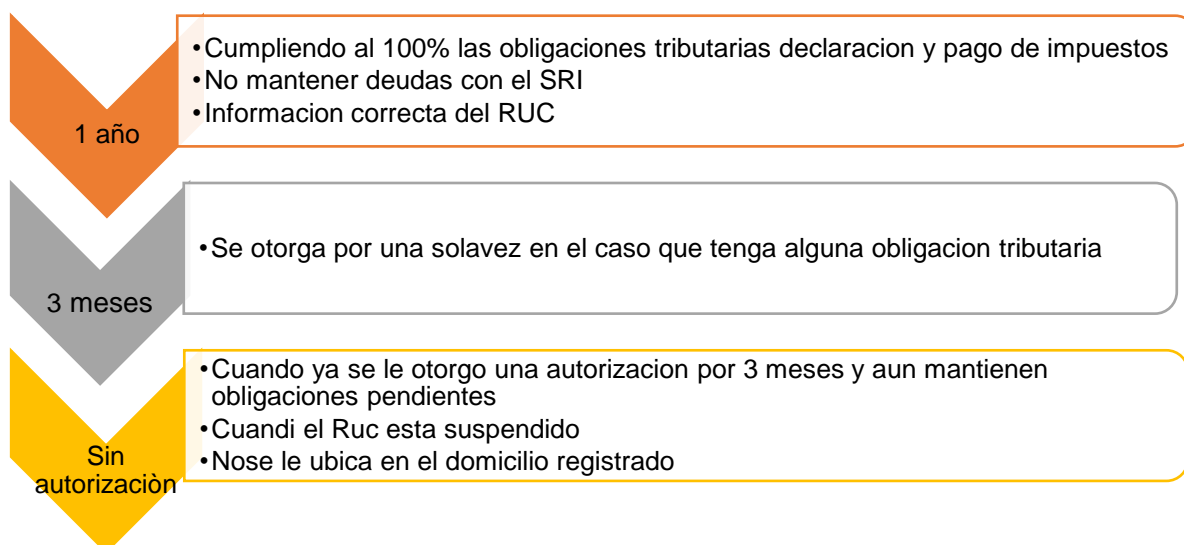 1 año
•Cumpliendo al 100% las obligaciones tributarias declaracion y pago de impuestos
•No mantener deudas con el SRI
•Informacion correcta del RUC
3 meses
•Se otorga por una solavez en el caso que tenga alguna obligacion tributaria
Sin
autorizaciòn
•Cuando ya se le otorgo una autorizacion por 3 meses y aun mantienen
obligaciones pendientes
•Cuandi el Ruc esta suspendido
•Nose le ubica en el domicilio registrado